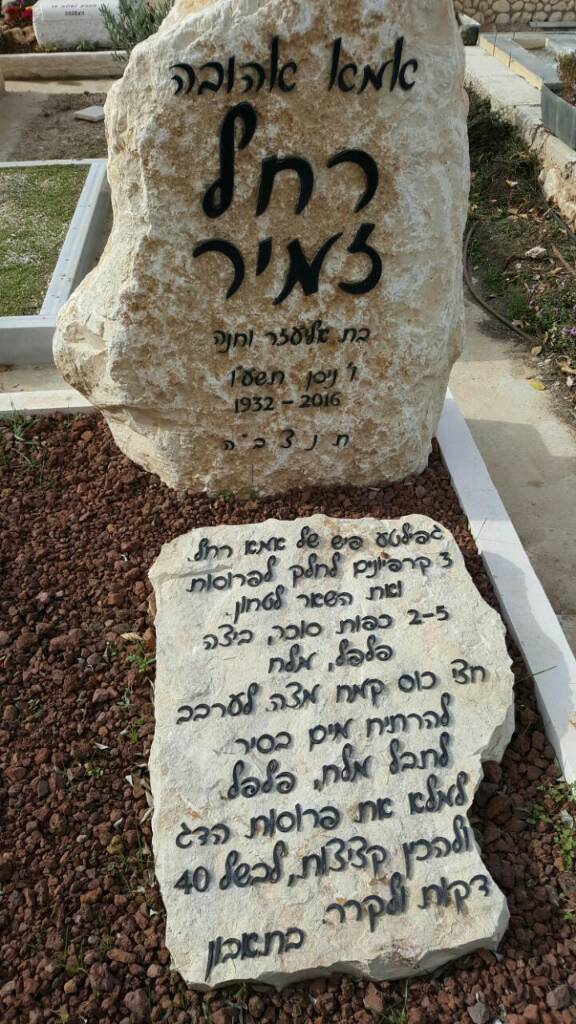 אמא אהובה
רחל
זמיר
בת אליעזר וחנה
ו' ניסן תשע"ו
1932 – 2016
ת נ צ ב "ה
גפילטע פיש של אמא רחל.
3 קרפיונים לחלק לפרוסות
ואת השאר לטחון.
2-5 כפות סוכר, ביצה
פלפל, מלח
חצי כוס קמח מצה. לערבב
להרתיח מים בסיר
לתבל מלח, פלפל.
למלא את פרוסות הדג
ולהכין קציצות, לבשל 40
דקות ולקרר. בתאבון